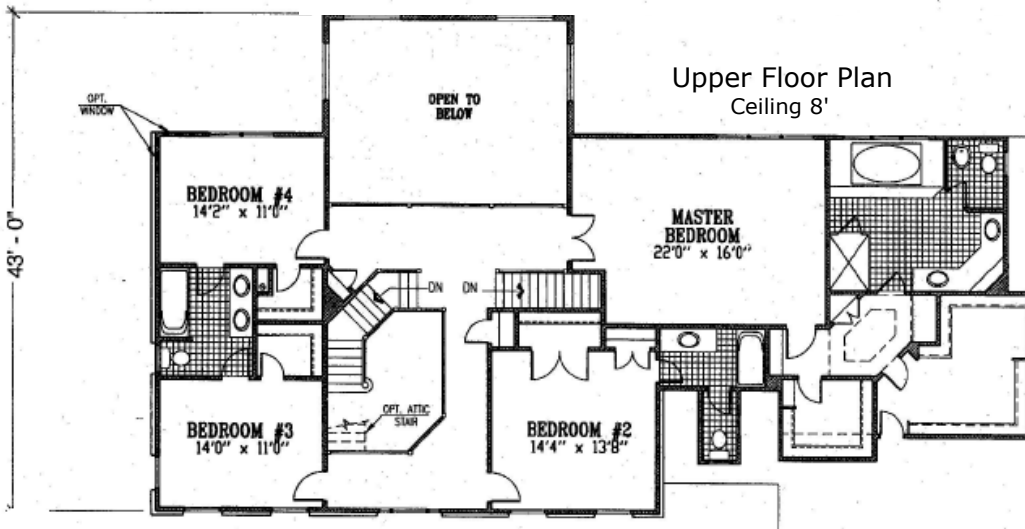 Upper Floor Plan
Ceiling 8'
OPT.
WINDOW
OPEN TO
BELOW
BEDROOM #4
14'2" x 11'0"
MASTER
BEDROOM
22'0" x 16'0"
43' - 0"
DN
DN
OPT. ATTIC
STAIR
BEDROOM #3
14'0" x 11'0"
BEDROOM #2
14'4" x 13'8"